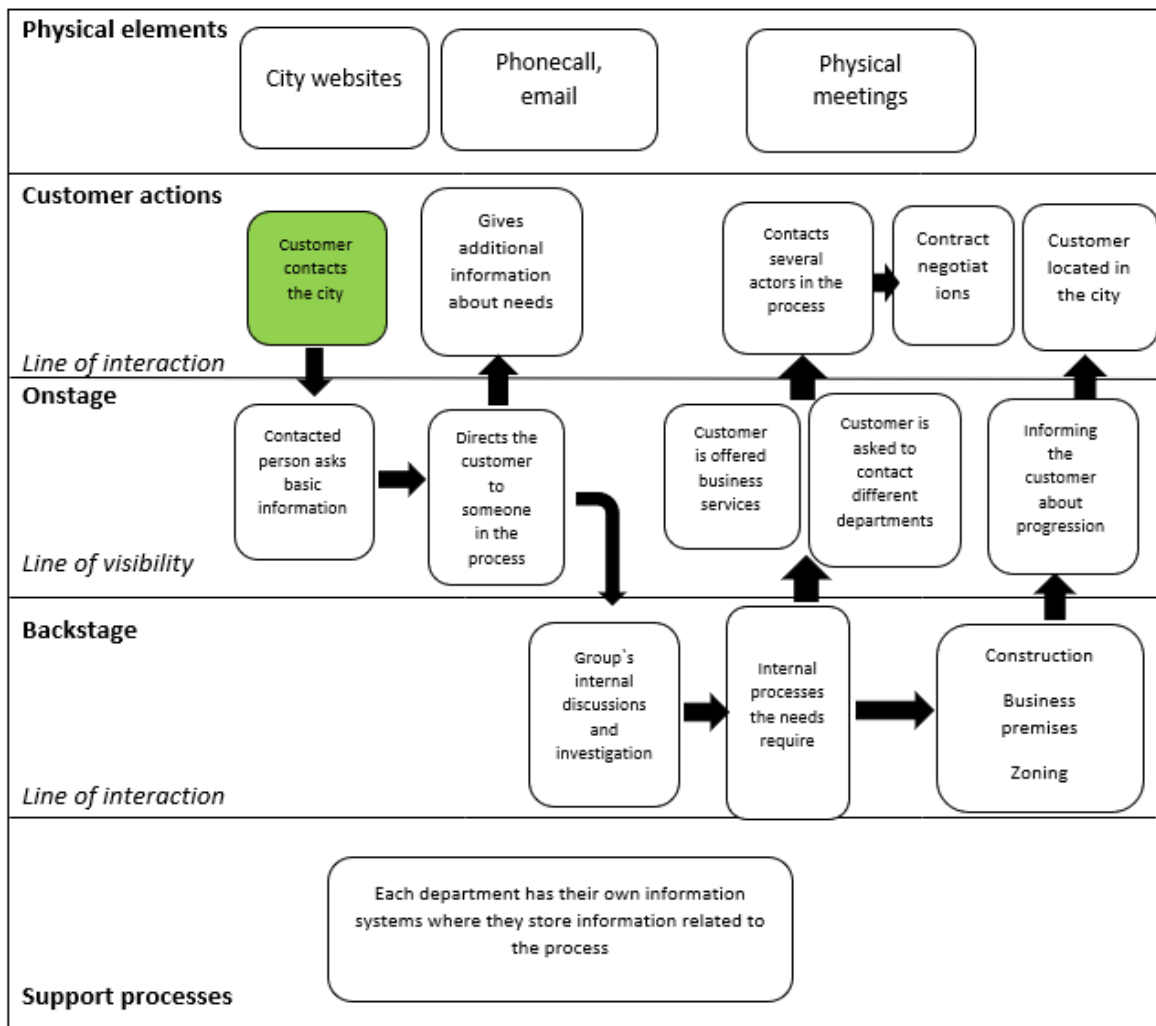 Physical elements
City websites
Phonecall,
email
Physical
meetings
Customer actions
Customer
contacts
the city
Gives
additional
information
about needs
Contacts
several
actors in the
process
Contract
negotiat
ions
Customer
located in
the city
Line of interaction
Onstage
Contacted
person asks
basic
information
Directs the
customer
to
someone in
the process
Customer
is offered
business
services
Customer is
asked to
contact
different
departments
Informing
the
customer
about
progression
Line of visibility
Backstage
Group`s
internal
discussions
and
investigation
Internal
processes
the needs
require
Construction
Business
premises
Zoning
Line of interaction
Each department has their own information
systems where they store information related to
the process
Support processes